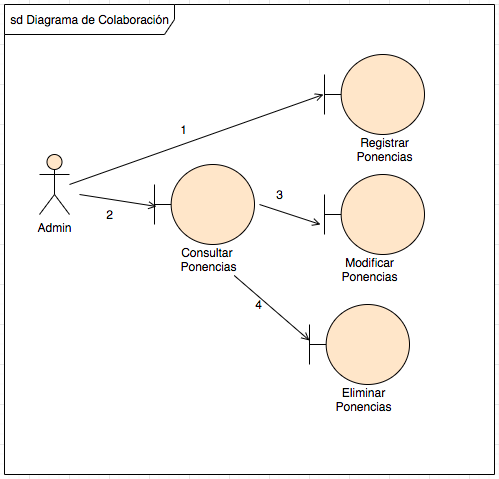 sd Diagrama de Colaboración
1
Registrar
Ponencias
Admin
2
Consultar
Ponencias
3
Modificar
Ponencias
4
Eliminar
Ponencias